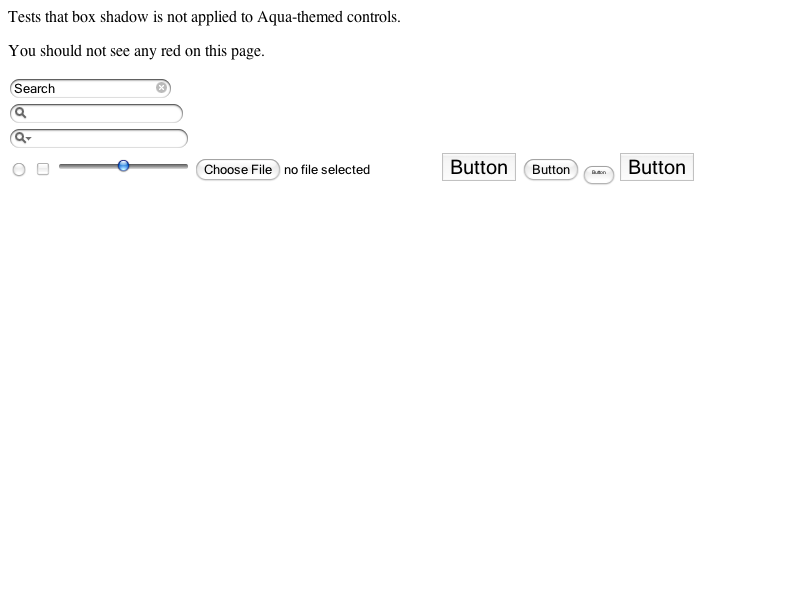 Tests that box shadow is not applied to Aqua-themed controls.
You should not see any red on this page.
Search
Choose File no file selected Button Button Button Button